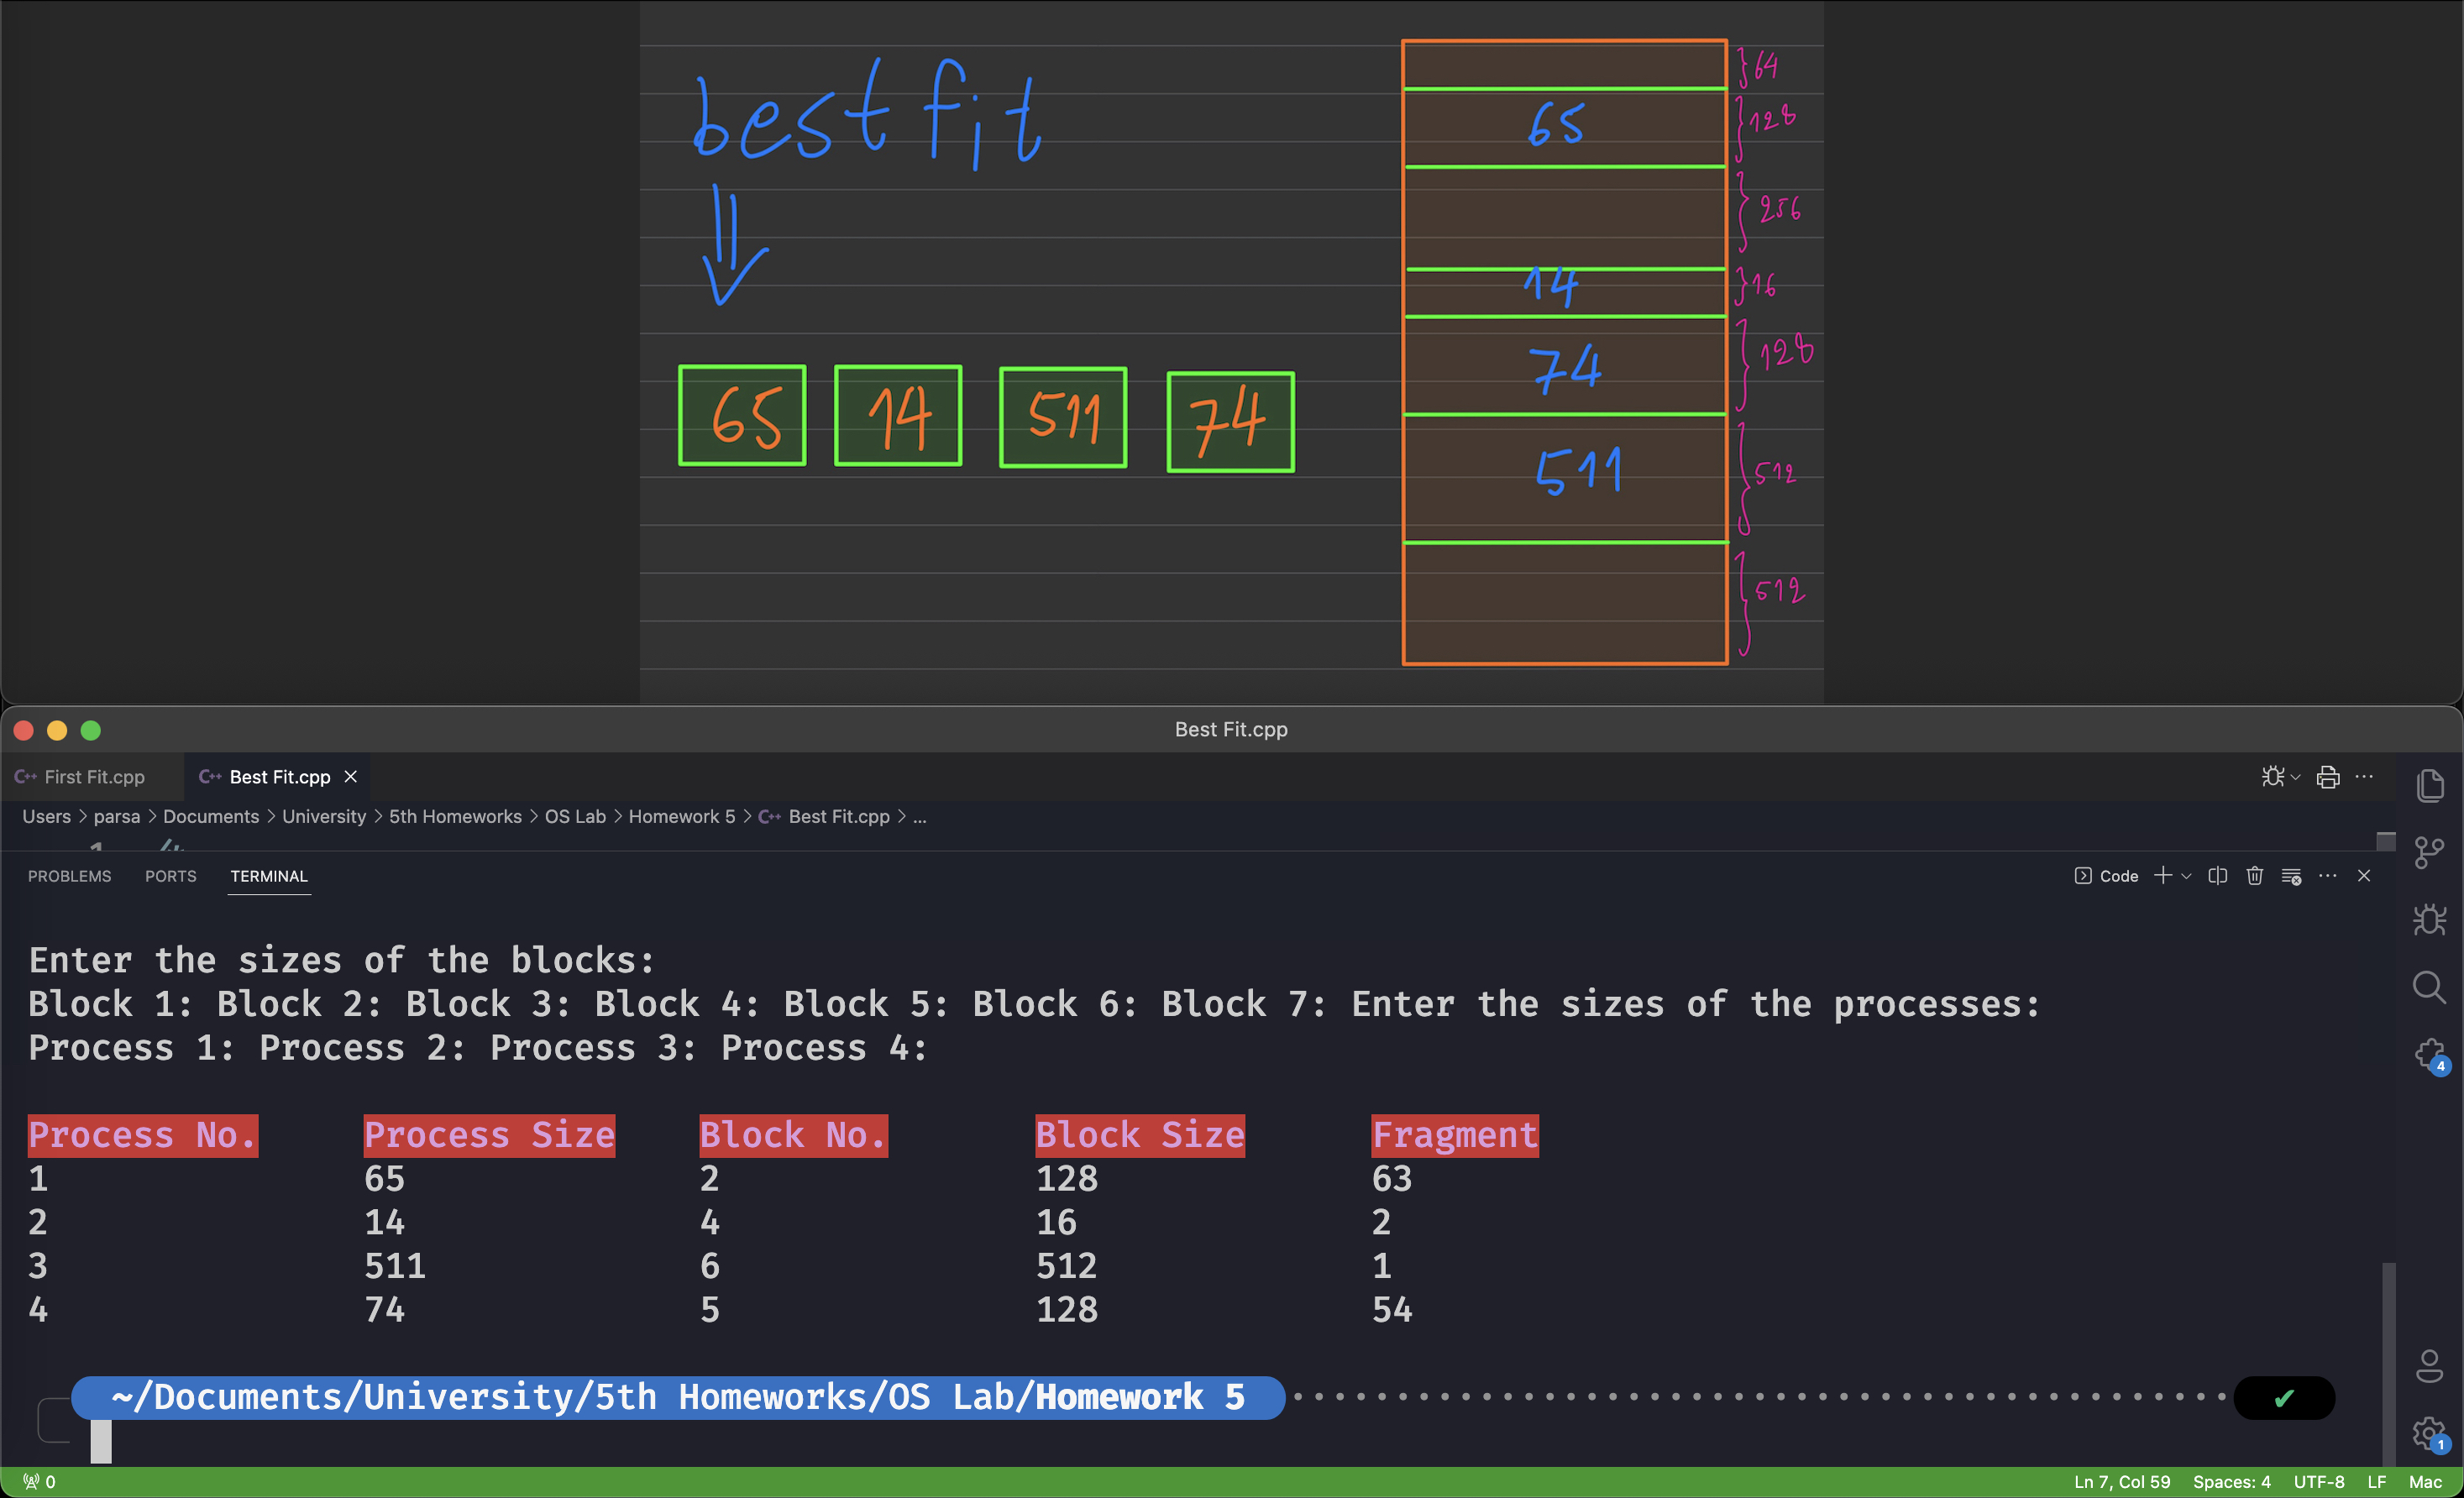 best fit
65 14 511 74
64
65 128
256
14 16
74 128
511 512
512
Best Fit.cpp
C++ First Fit.cpp C++ Best Fit.cpp
Users > parsa > Documents > University > 5th Homeworks > OS Lab > Homework 5 > C++ Best Fit.cpp > ...
PROBLEMS PORTS TERMINAL Code
Enter the sizes of the blocks:
Block 1: Block 2: Block 3: Block 4: Block 5: Block 6: Block 7: Enter the sizes of the processes:
Process 1: Process 2: Process 3: Process 4:
Process No. Process Size Block No. Block Size Fragment
1 65 2 128 63
2 14 4 16 2
3 511 6 512 1
4 74 5 128 54
~/Documents/University/5th Homeworks/OS Lab/Homework 5
4
1
0 Ln 7, Col 59 Spaces: 4 UTF-8 LF Mac